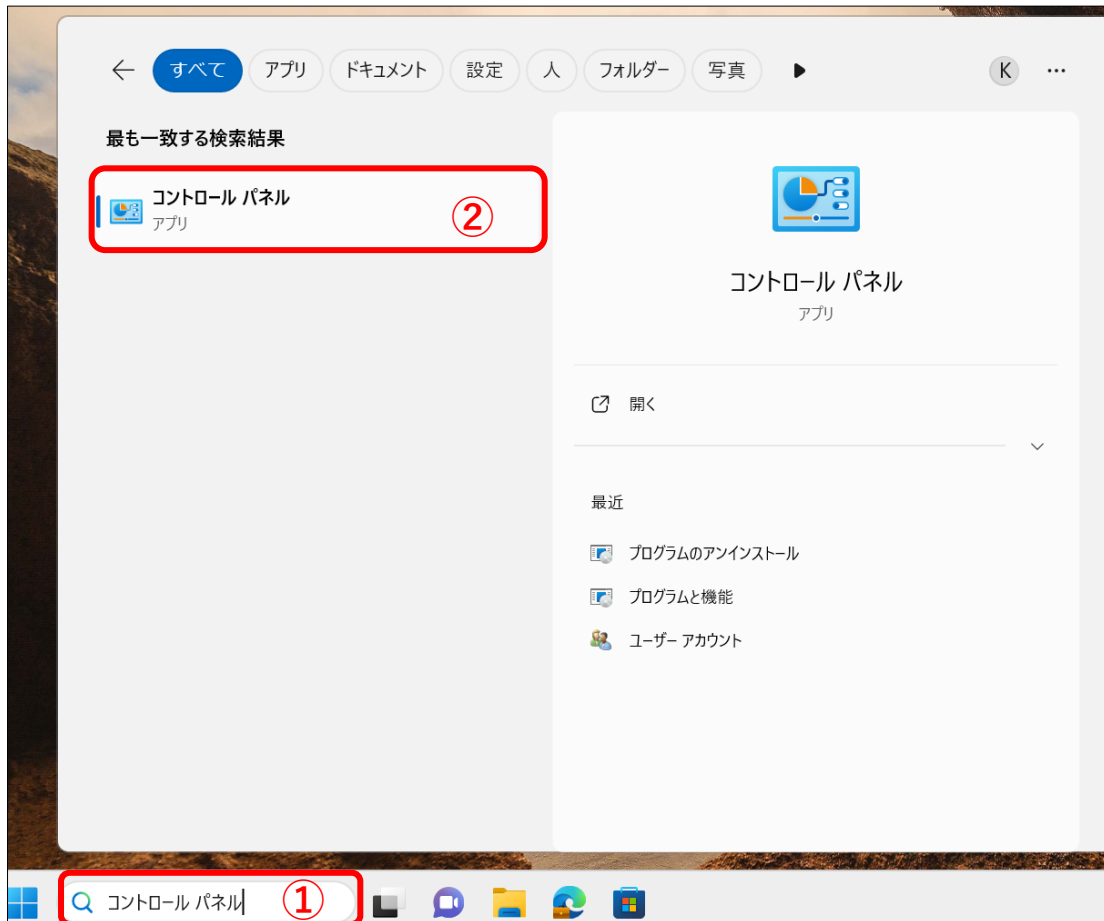 すべて アプリ ドキュメント 設定 人 フォルダー 写真 K
最も一致する検索結果
コントロール パネル
アプリ
②
コントロール パネル
アプリ
開く
最近
プログラムのアンインストール
プログラムと機能
ユーザー アカウント
コントロール パネル ①